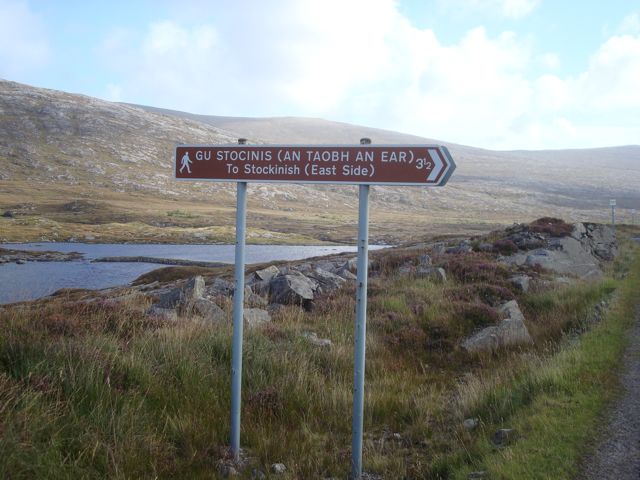 GU STOCINIS (AN TAOBH AN EAR) 3½
To Stockinish (East Side)